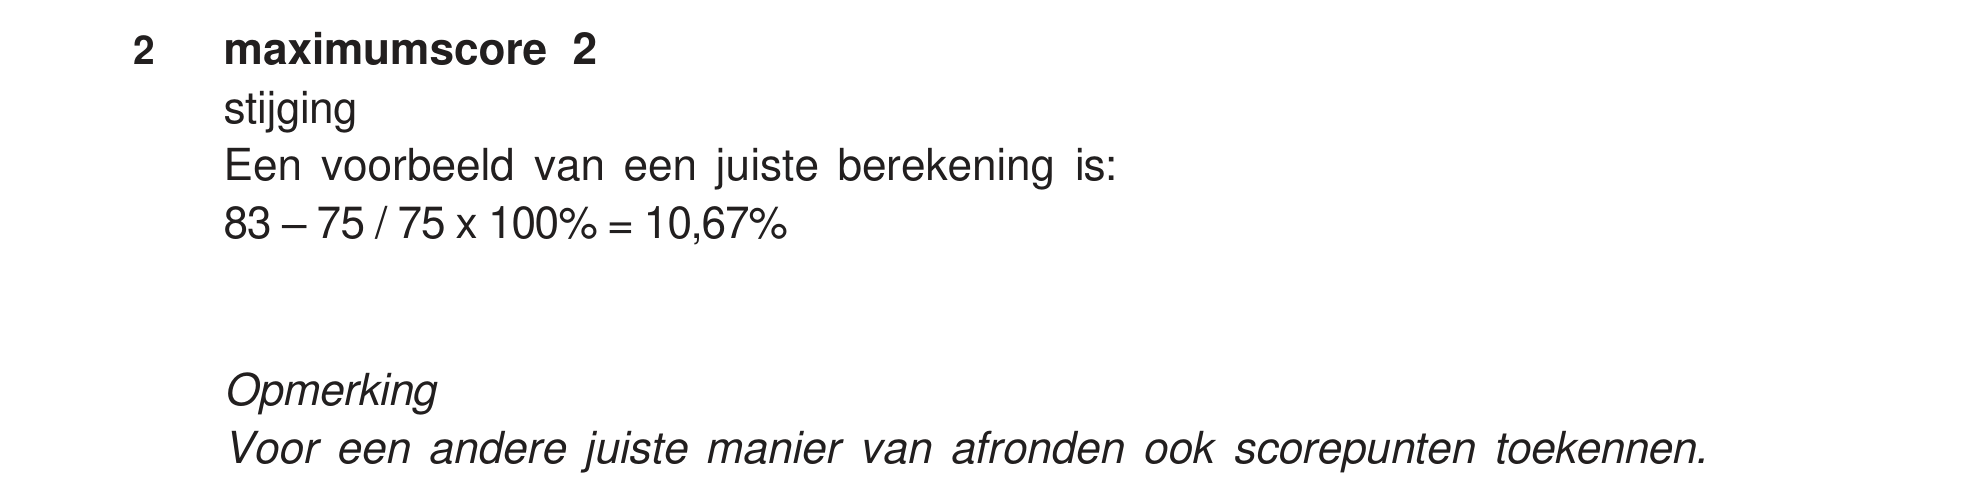 2 maximumscore 2
stijging
Een voorbeeld van een juiste berekening is:
83 – 75 / 75 x 100% = 10,67%
Opmerking
Voor een andere juiste manier van afronden ook scorepunten toekennen.